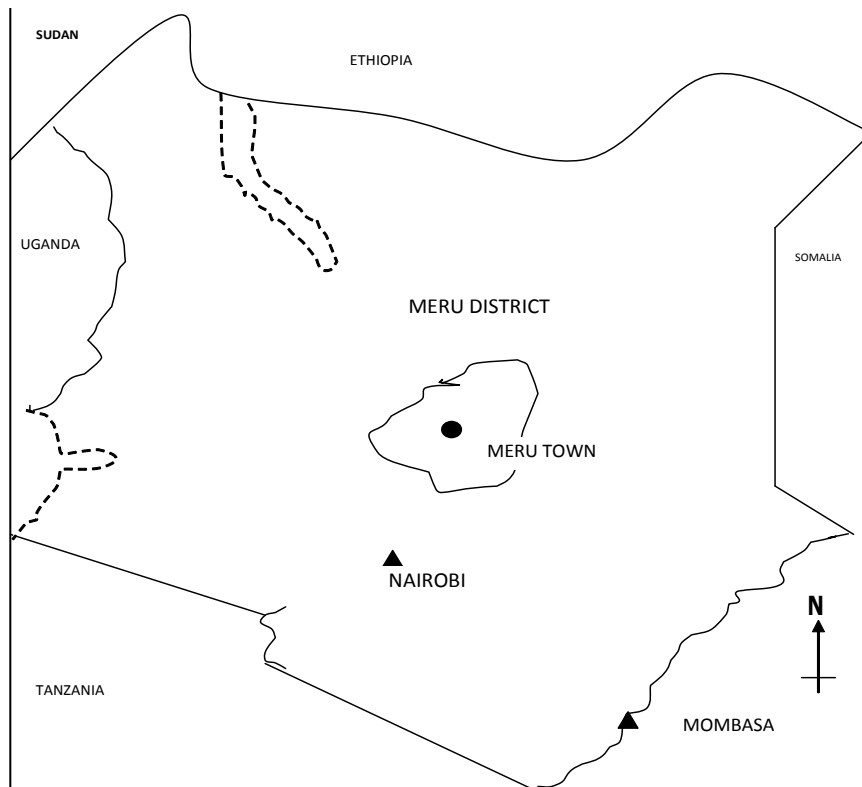 SUDAN
ETHIOPIA
UGANDA
SOMALIA
MERU DISTRICT
MERU TOWN
NAIROBI
N
TANZANIA
MOMBASA